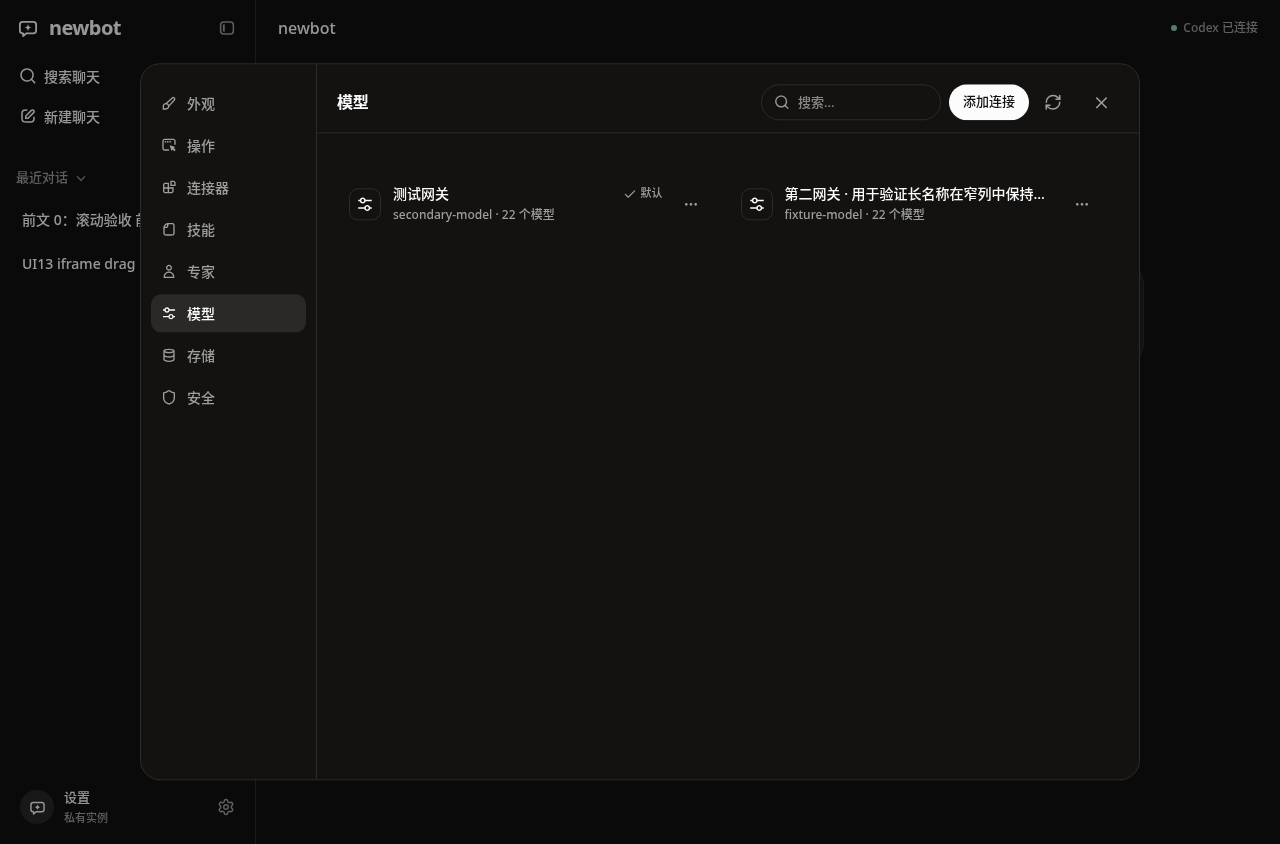 newbot
newbot
Codex 已连接
搜索聊天
新建聊天
最近对话
前文 0：滚动验收
UI13 iframe drag
外观
操作
连接器
技能
专家
模型
存储
安全
模型
搜索...
添加连接
测试网关
默认
secondary-model · 22 个模型
第二网关 · 用于验证长名称在窄列中保持...
fixture-model · 22 个模型
设置
私有实例